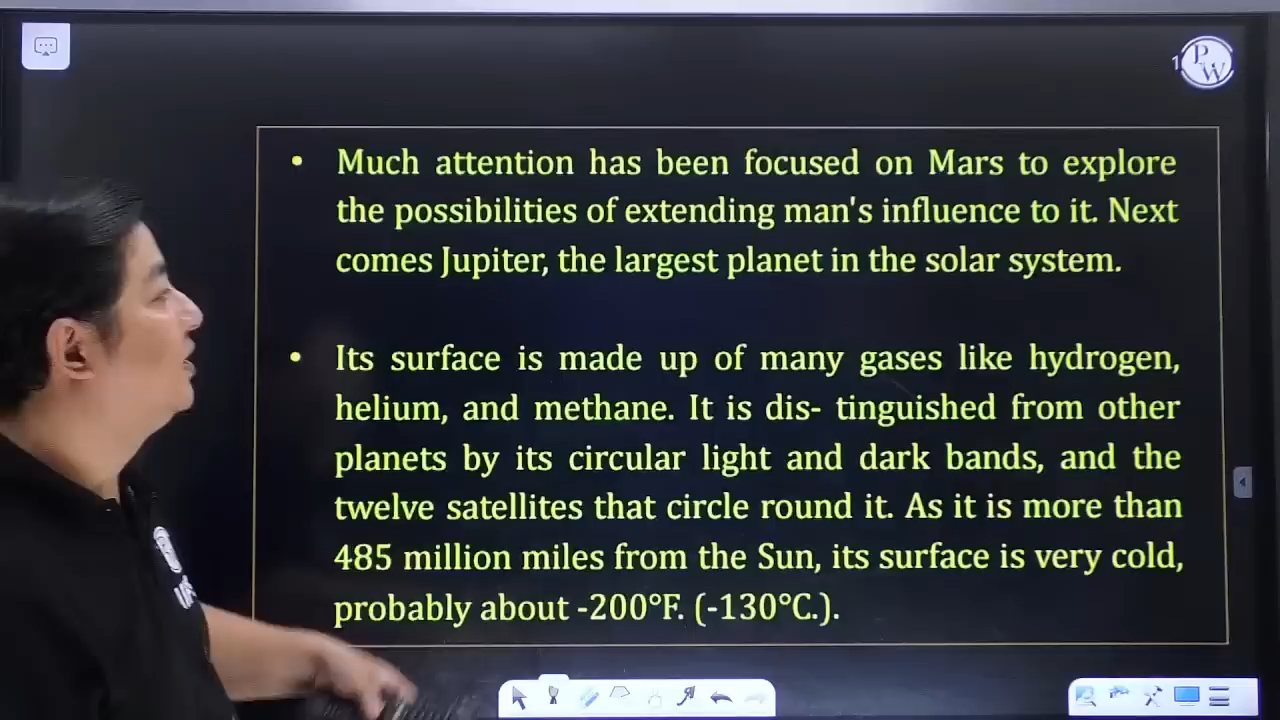 1
PW
• Much attention has been focused on Mars to explore
the possibilities of extending man's influence to it. Next
comes Jupiter, the largest planet in the solar system.
• Its surface is made up of many gases like hydrogen,
helium, and methane. It is dis- tinguished from other
planets by its circular light and dark bands, and the
twelve satellites that circle round it. As it is more than
485 million miles from the Sun, its surface is very cold,
probably about -200°F. (-130°C.).